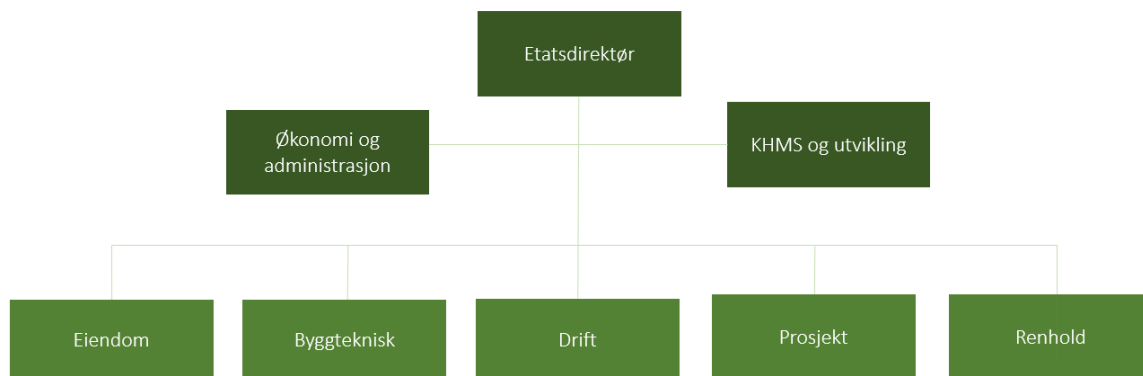 Etatsdirektør
Økonomi og
administrasjon
KHMS og utvikling
Eiendom
Byggteknisk
Drift
Prosjekt
Renhold